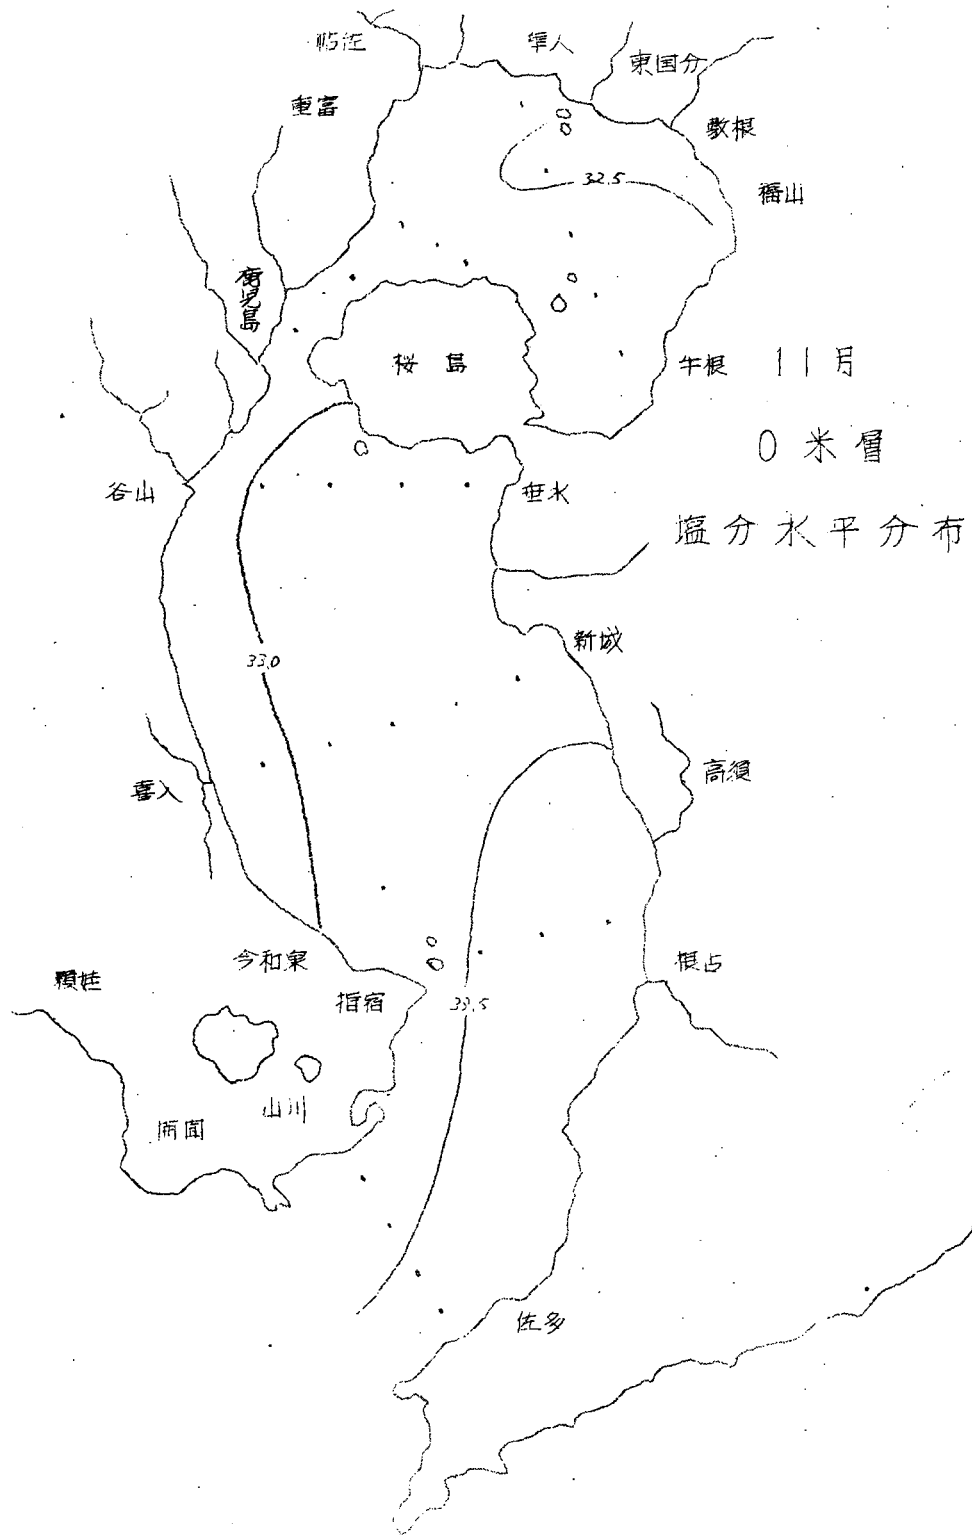 帖佐
隼人
東国分
重富
敷根
32.5
福山
鹿児島
桜島
牛根
11月
0米層
谷山
垂水
塩分水平分布
新城
33.0
高須
喜入
今和泉
根占
頴娃
指宿
33.5
山川
佐多